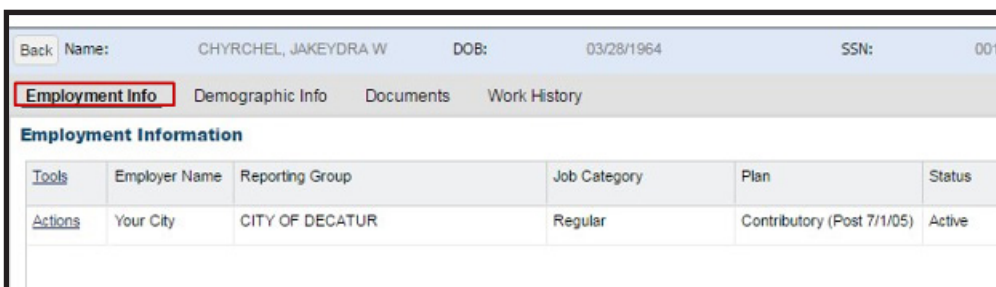 Back Name: CHYRCHEL, JAKEYDRA W DOB: 03/28/1964 SSN: 001
Employment Info Demographic Info Documents Work History
Employment Information
Tools Employer Name Reporting Group Job Category Plan Status
Actions Your City CITY OF DECATUR Regular Contributory (Post 7/1/05) Active